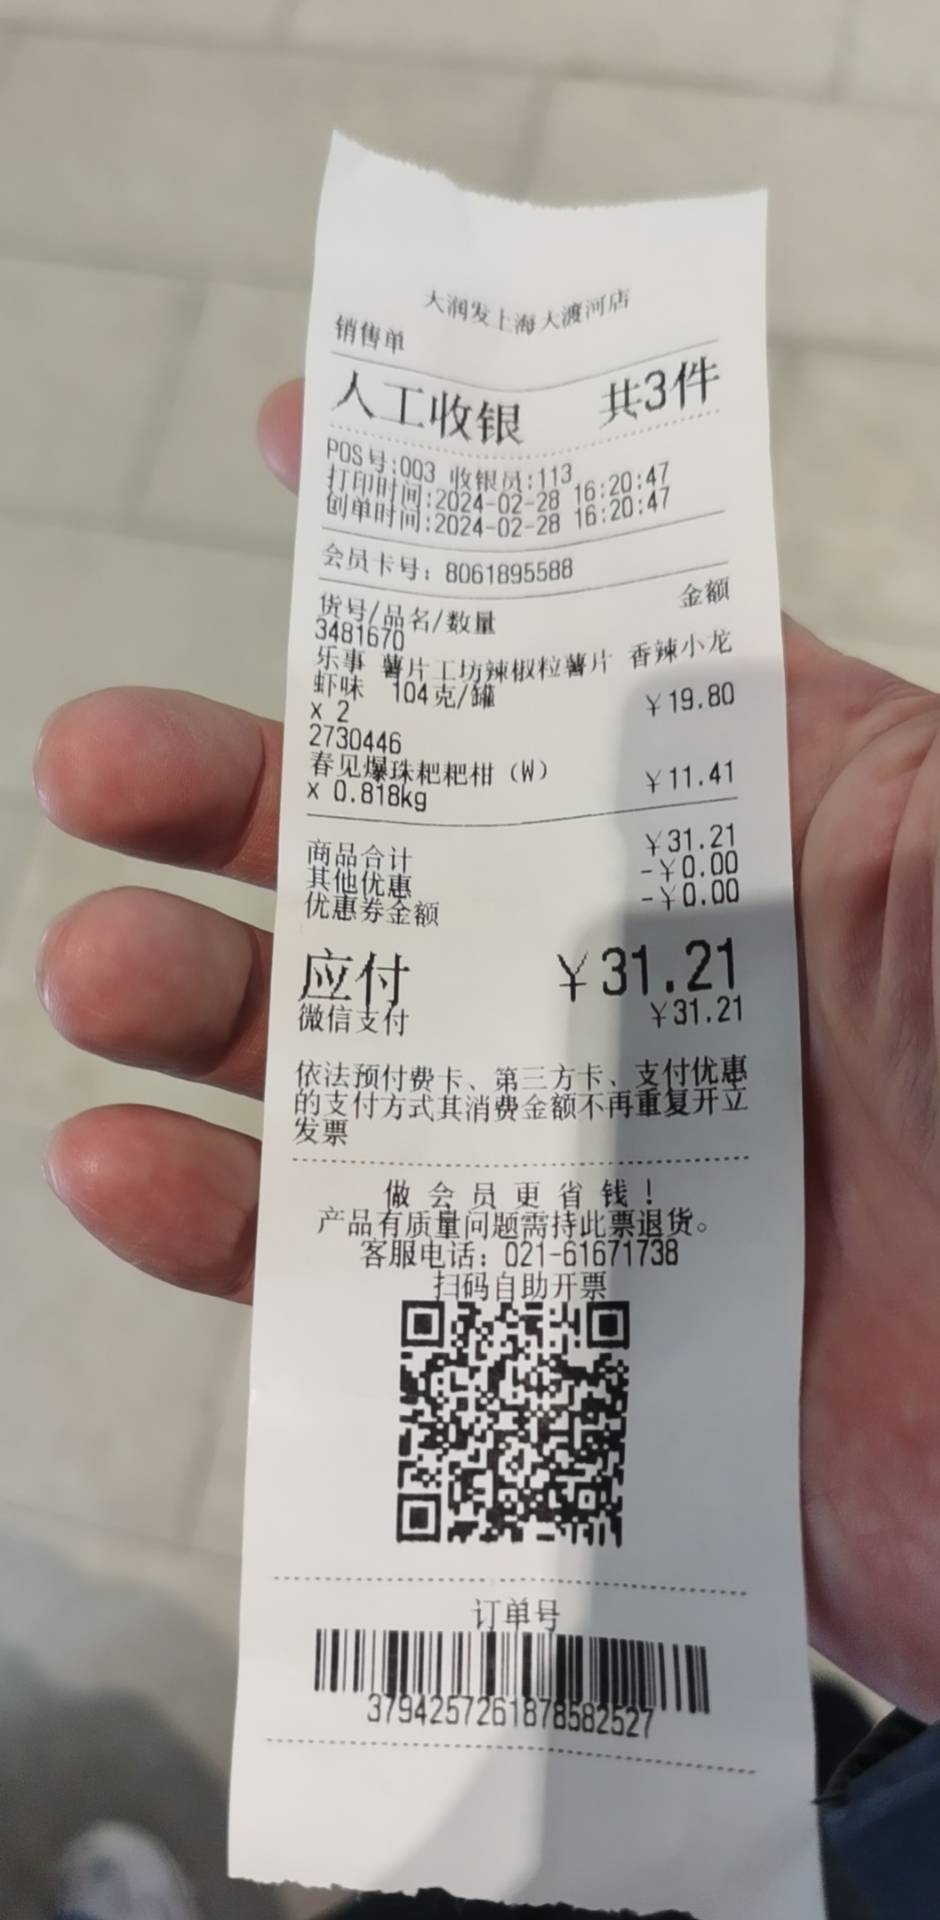 大润发上海大渡河店
销售单
人工收银 共3件
POS号:003 收银员:113
打印时间:2024-02-28 16:20:47
创单时间:2024-02-28 16:20:47
会员卡号: 8061895588
货号/品名/数量 金额
3481670
乐事 薯片工坊辣椒粒薯片 香辣小龙
虾味 104克/罐 ¥19.80
x 2
2730446
春见爆珠耙耙柑（W） ¥11.41
x 0.818kg
商品合计 ¥31.21
其他优惠 -¥0.00
优惠券金额 -¥0.00
应付 ¥31.21
微信支付 ¥31.21
依法预付费卡、第三方卡、支付优惠
的支付方式其消费金额不再重复开立
发票
做会员更省钱!
产品有质量问题需持此票退货。
客服电话: 021-61671738
扫码自助开票
订单号
3794257261878582527